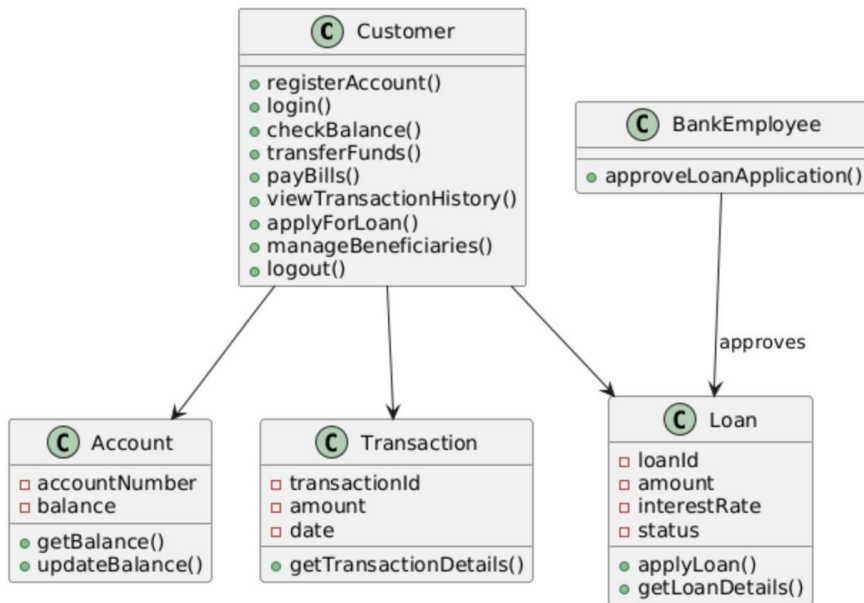 C Customer
registerAccount()
login()
checkBalance()
transferFunds()
payBills()
viewTransactionHistory()
applyForLoan()
manageBeneficiaries()
logout()
C BankEmployee
approveLoanApplication()
approves
C Account
accountNumber
balance
getBalance()
updateBalance()
C Transaction
transactionId
amount
date
getTransactionDetails()
C Loan
loanId
amount
interestRate
status
applyLoan()
getLoanDetails()